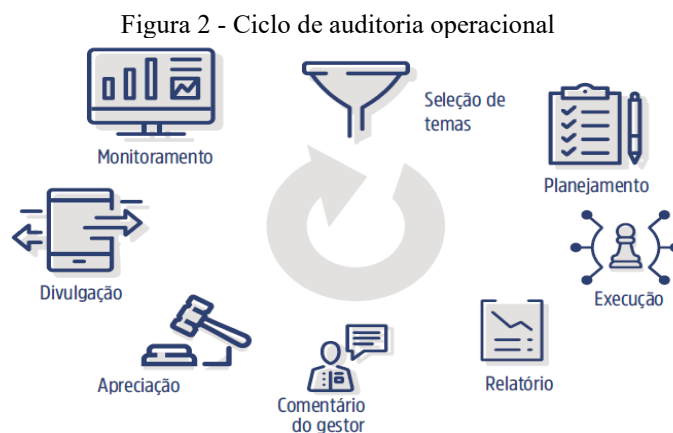 Figura 2 - Ciclo de auditoria operacional
Seleção de
temas
Planejamento
Execução
Relatório
Comentário
do gestor
Apreciação
Divulgação
Monitoramento